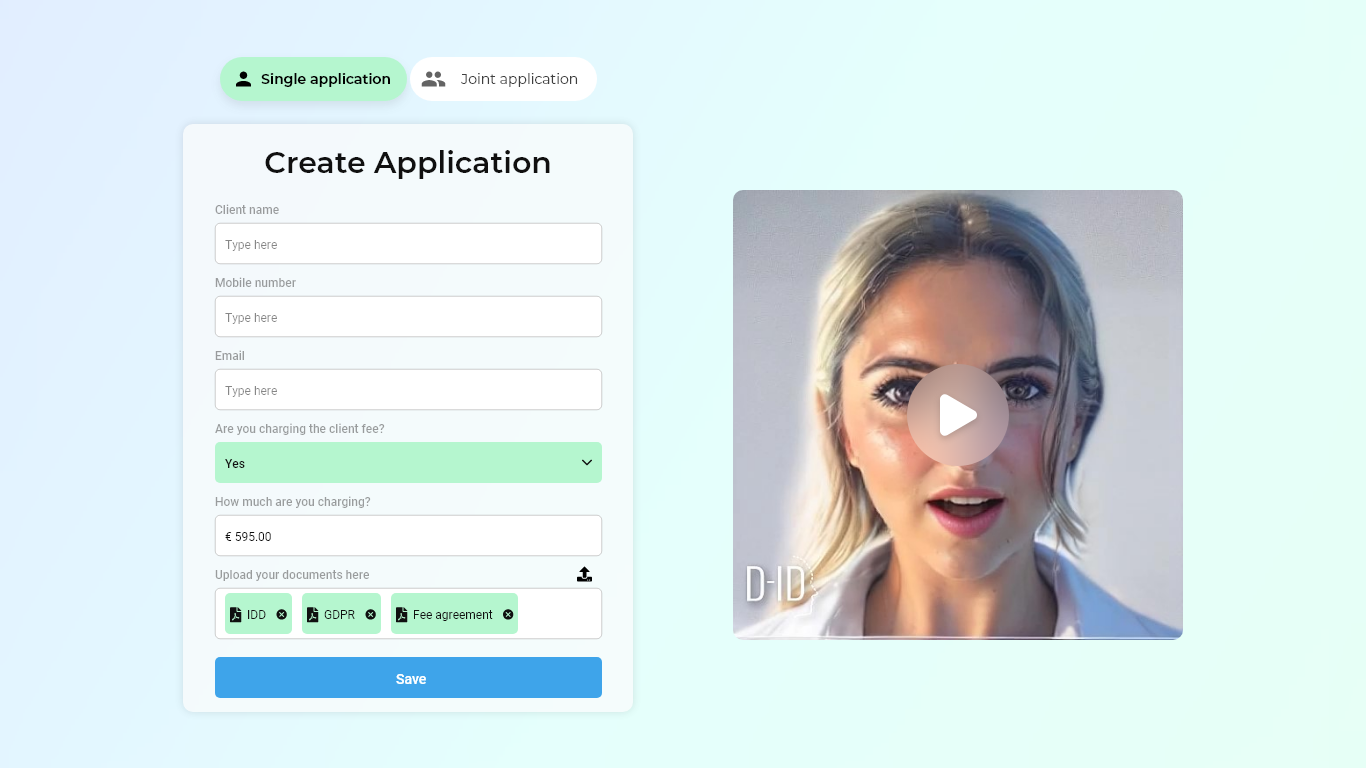 Single application
Joint application
Create Application
Client name
Type here
Mobile number
Type here
Email
Type here
Are you charging the client fee?
Yes
How much are you charging?
€ 595.00
Upload your documents here
IDD
GDPR
Fee agreement
Save
D-ID